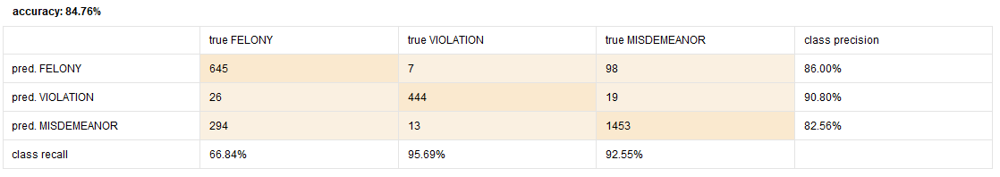 accuracy: 84.76%
true FELONY true VIOLATION true MISDEMEANOR class precision
pred. FELONY 645 7 98 86.00%
pred. VIOLATION 26 444 19 90.80%
pred. MISDEMEANOR 294 13 1453 82.56%
class recall 66.84% 95.69% 92.55%